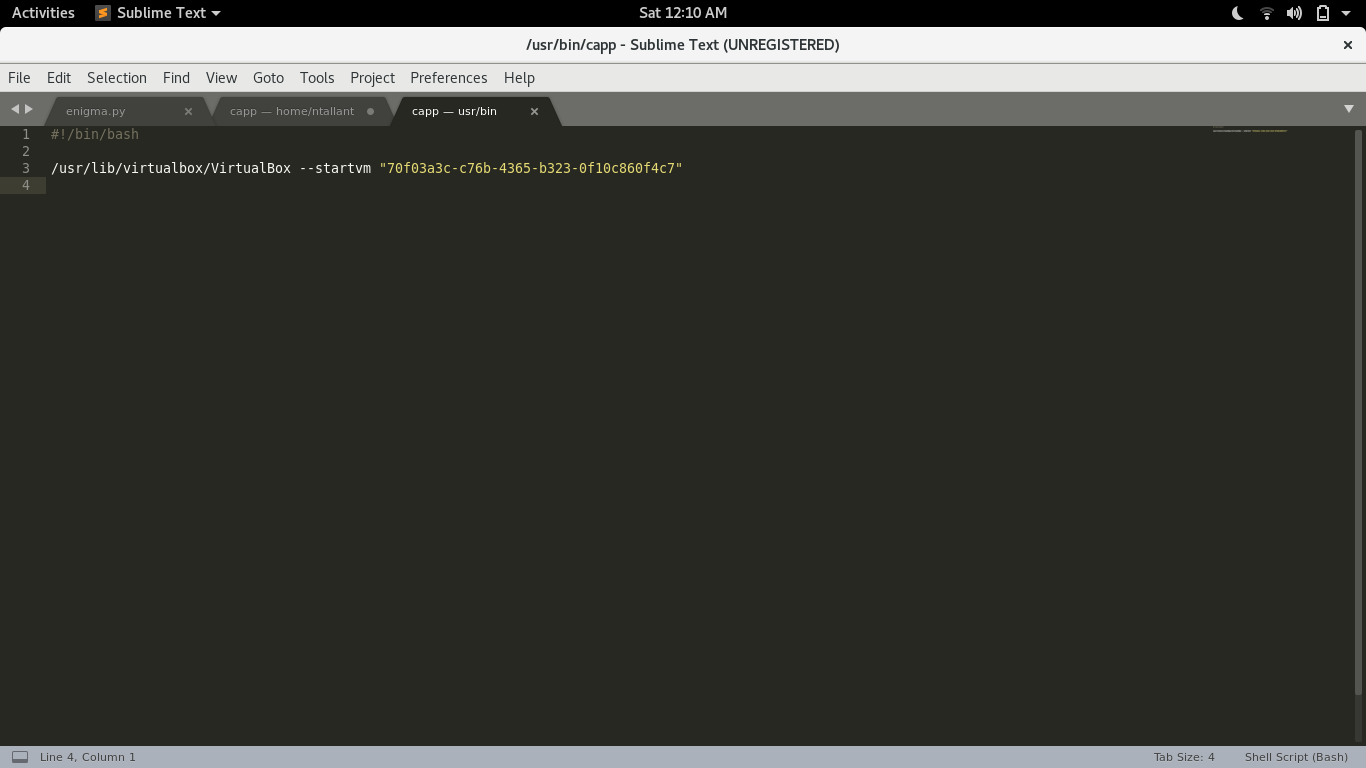 Activities Sublime Text Sat 12:10 AM
/usr/bin/capp - Sublime Text (UNREGISTERED)
File Edit Selection Find View Goto Tools Project Preferences Help
enigma.py capp — home/ntallant capp — usr/bin
1 #!/bin/bash
2
3 /usr/lib/virtualbox/VirtualBox --startvm "70f03a3c-c76b-4365-b323-0f10c860f4c7"
4
Line 4, Column 1 Tab Size: 4 Shell Script (Bash)